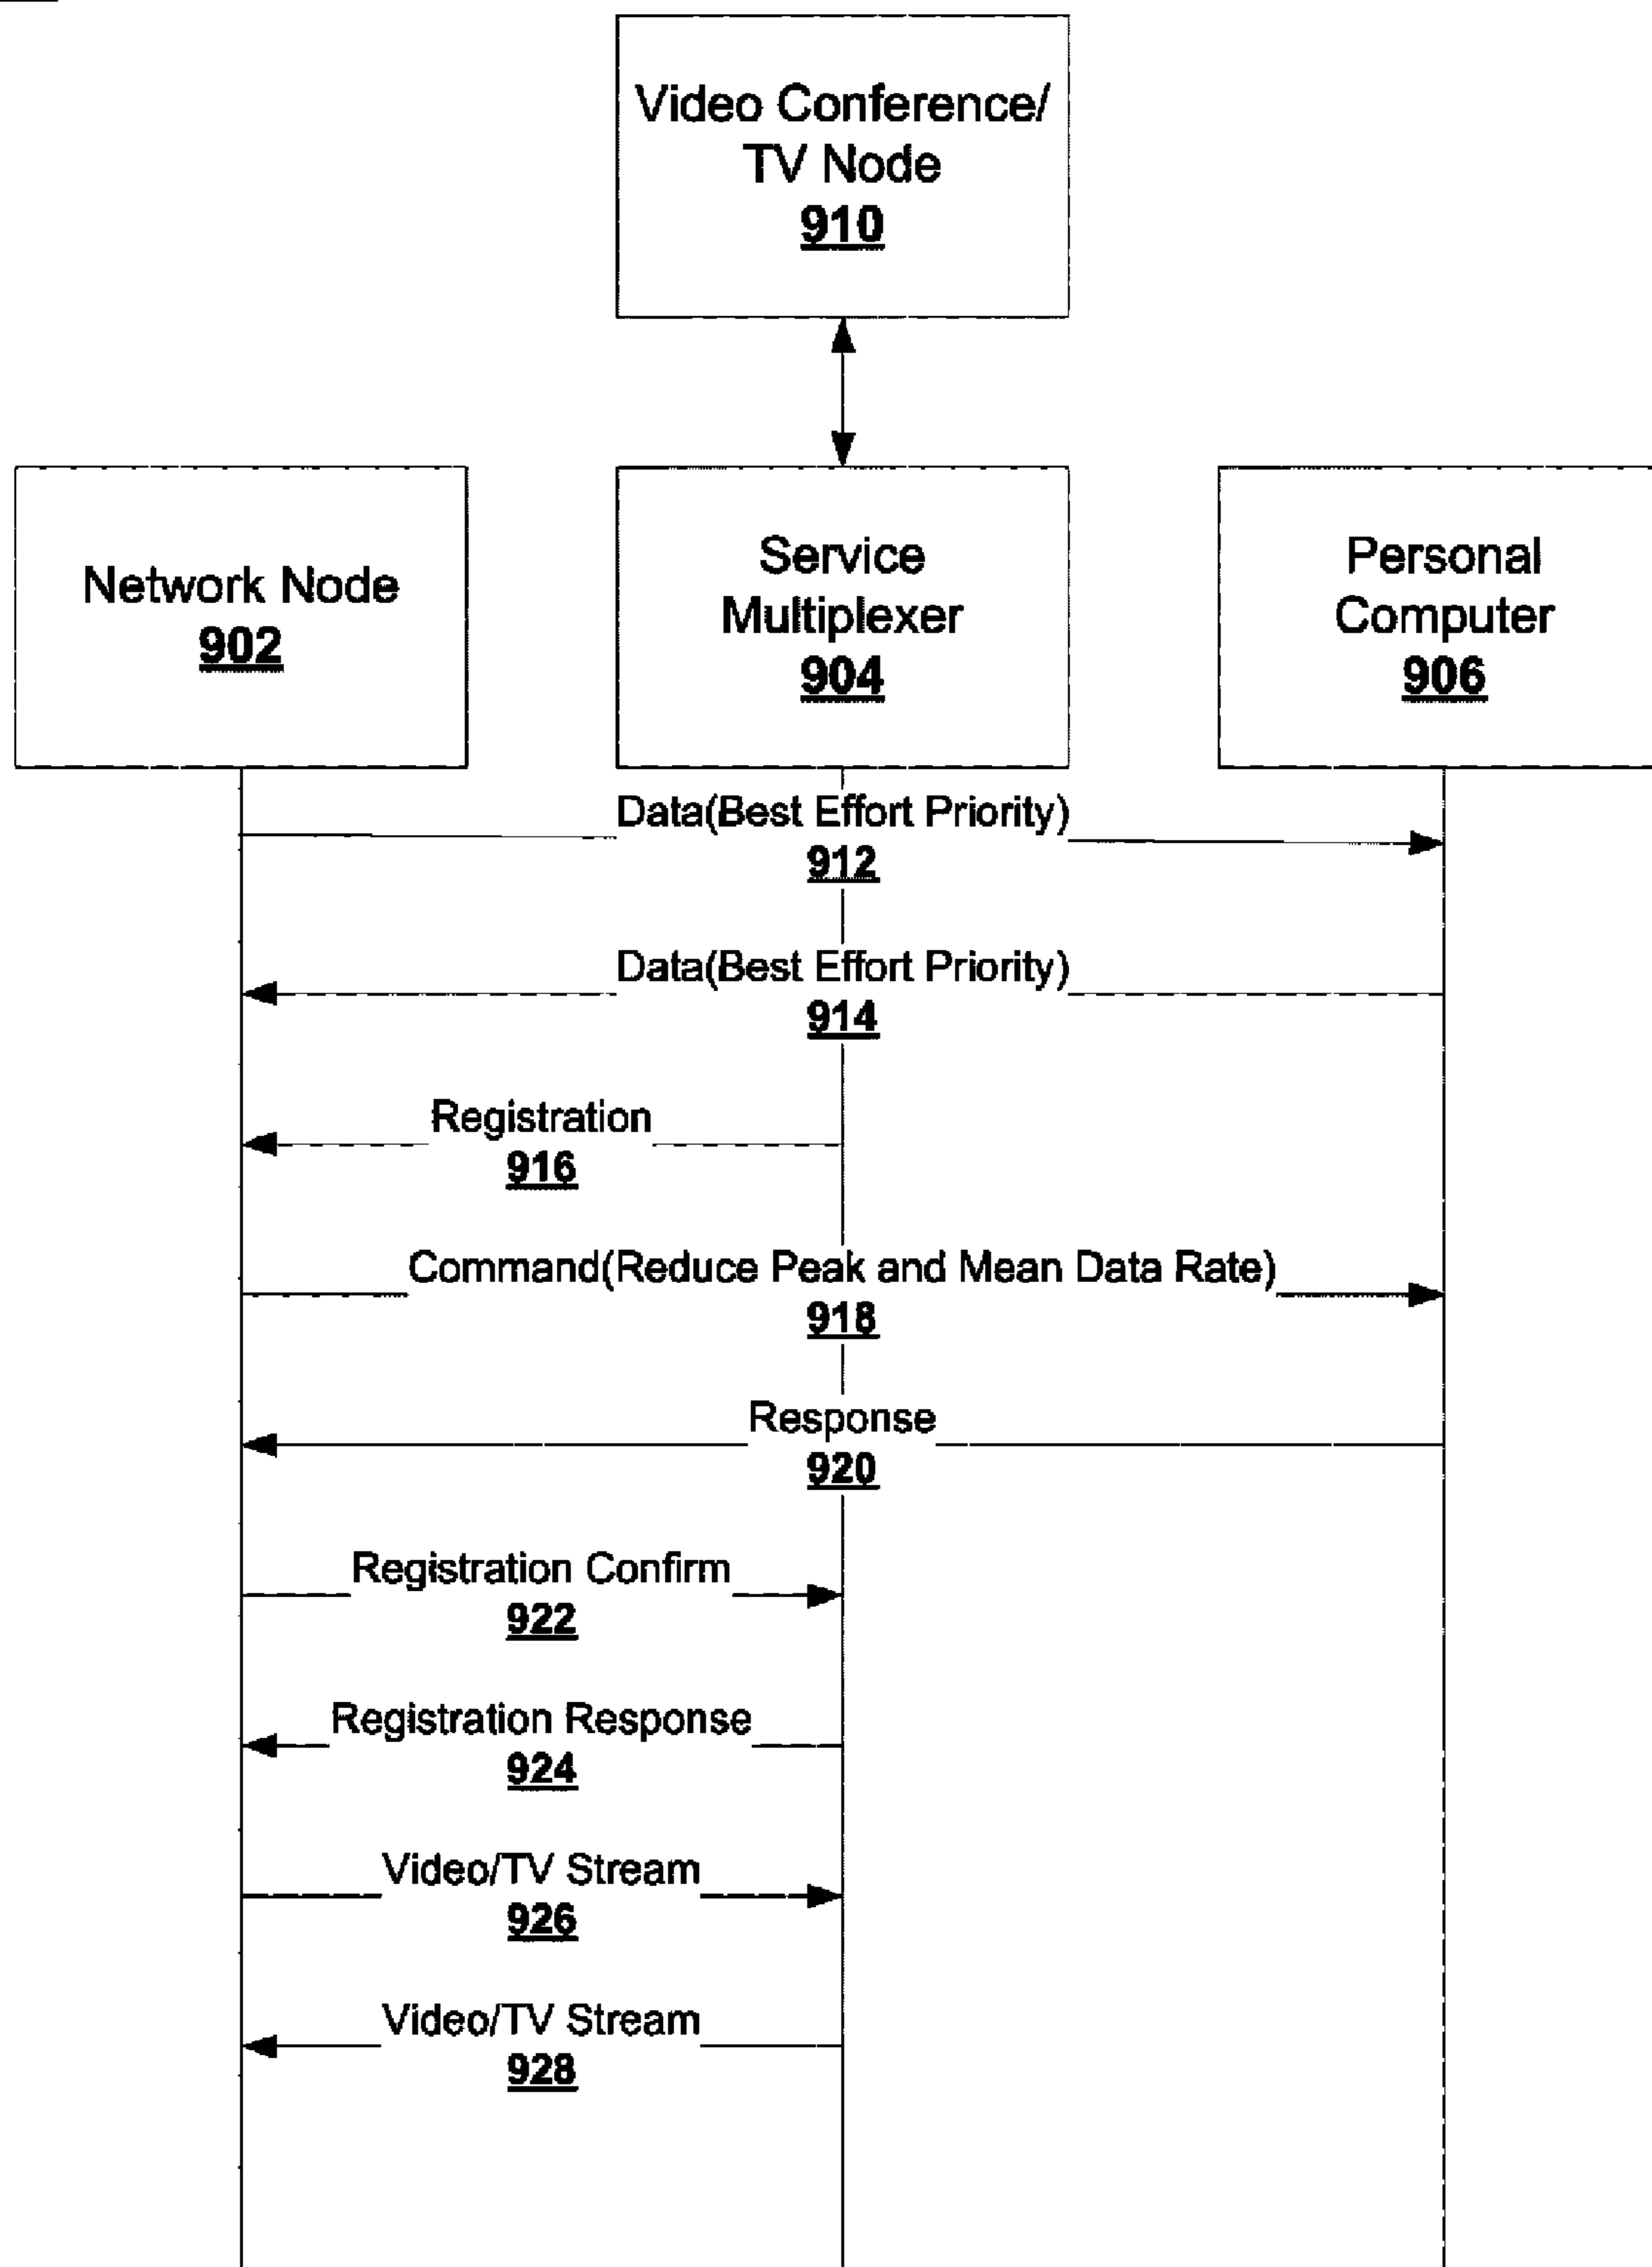 Video Conference/
TV Node
910
Network Node
902
Service
Multiplexer
904
Personal
Computer
906
Data(Best Effort Priority)
912
Data(Best Effort Priority)
914
Registration
916
Command(Reduce Peak and Mean Data Rate)
918
Response
920
Registration Confirm
922
Registration Response
924
Video/TV Stream
926
Video/TV Stream
928